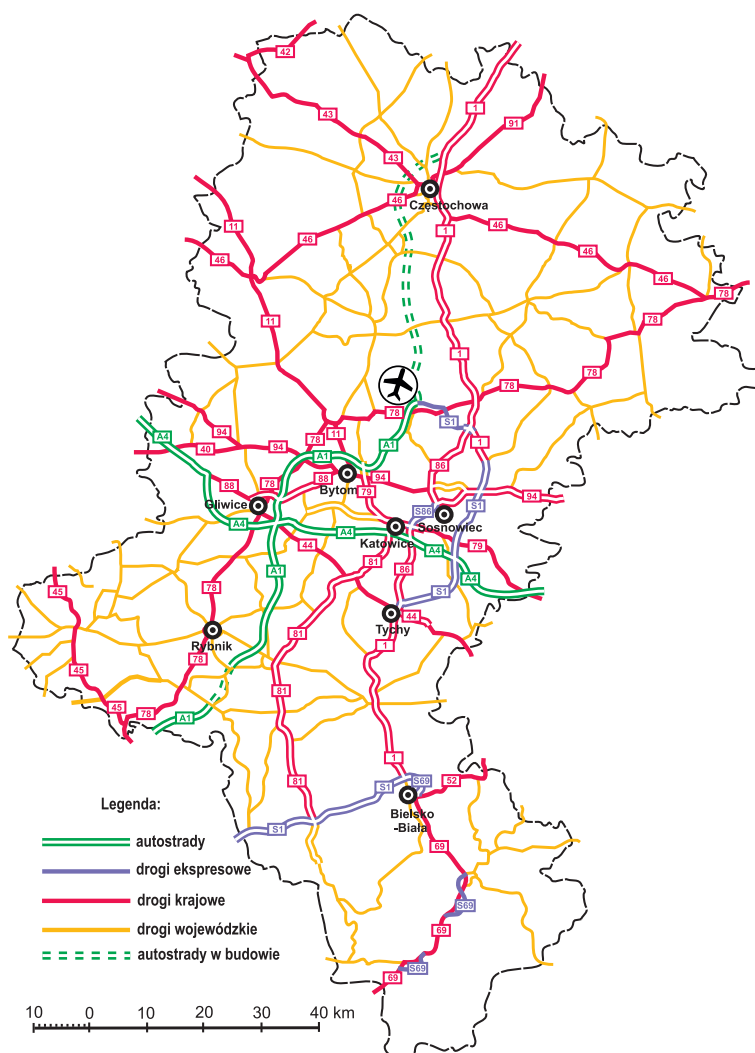 42
1
43
91
43
46
Częstochowa
11
1
46
46
46
46
78
78
11
1
78
78
78
S1
11
94
A4
78
40
94
A1
A1
1
86
88
78
88
94
Bytom
79
S1
94
Gliwice
S86
Sosnowiec
A4
A4
Katowice
44
A4
79
81
86
A4
A1
78
S1
45
Tychy
44
81
1
Rybnik
78
45
81
45
78
A1
1
81
S69
52
S1
Bielsko
-Biała
S1
69
S69
69
S69
69
Legenda:
autostrady
drogi ekspresowe
drogi krajowe
drogi wojewódzkie
autostrady w budowie
10 0 10 20 30 40 km